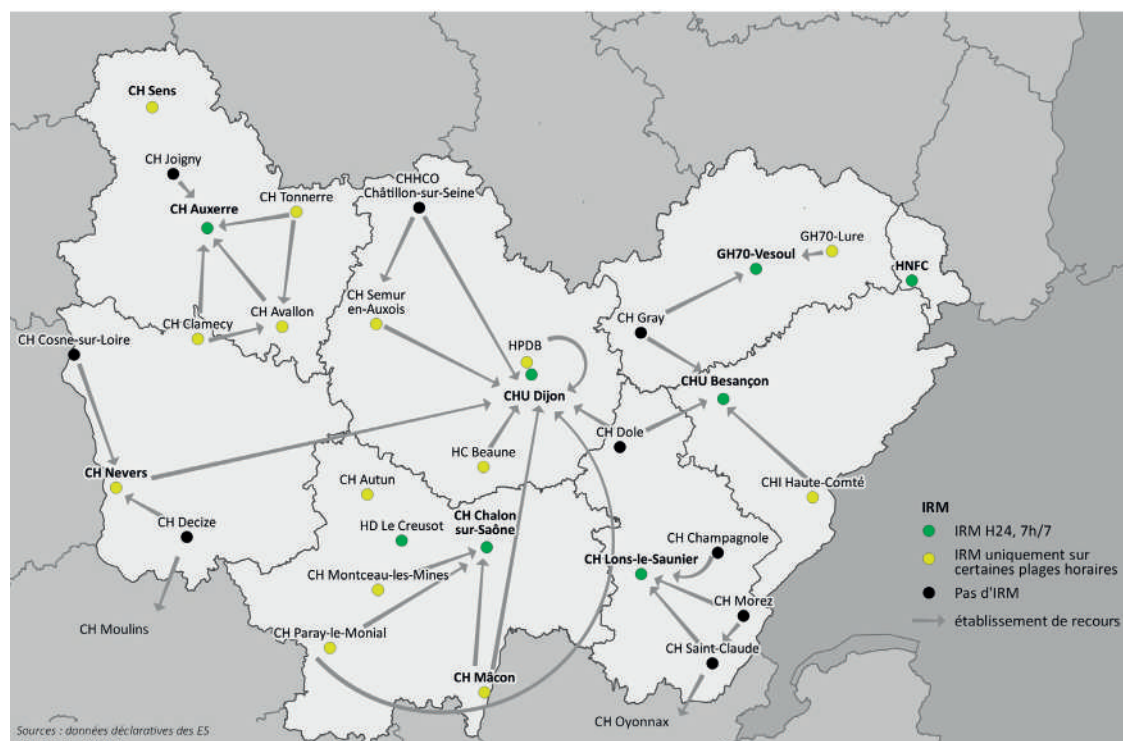 CH Sens
CH Joigny
CH Auxerre
CH Tonnerre
CHHCO
Châtillon-sur-Seine
CH Clamecy
CH Avallon
CH Semur
en-Auxois
CH Cosne-sur-Loire
HPDB
CHU Dijon
GH70-Lure
GH70-Vesoul
HNFC
CH Gray
CHU Besançon
CH Dole
CH Nevers
CH Decize
CH Moulins
HC Beaune
CH Autun
HD Le Creusot
CH Chalon
sur-Saône
CH Montceau-les-Mines
CH Paray-le-Monial
CH Mâcon
CHI Haute-Comté
CH Champagnole
CH Lons-le-Saunier
CH Morez
CH Saint-Claude
CH Oyonnax
IRM
IRM H24, 7h/7
IRM uniquement sur
certaines plages horaires
Pas d'IRM
établissement de recours
Sources : données déclaratives des ES